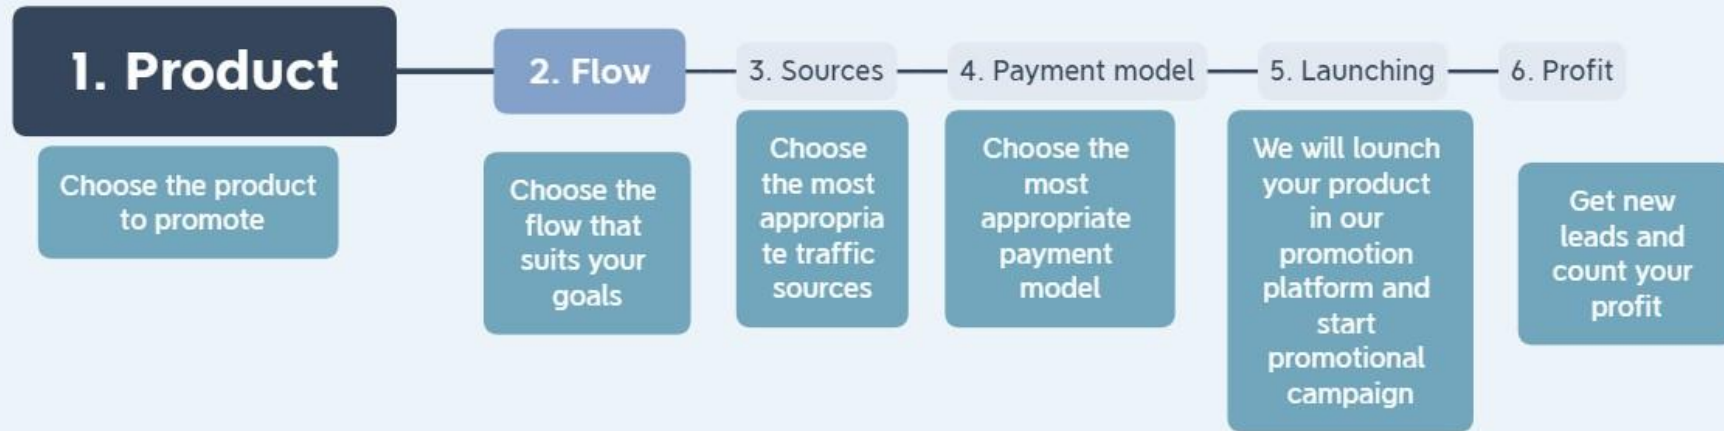 1. Product
2. Flow
3. Sources
4. Payment model
5. Launching
6. Profit
Choose the product
to promote
Choose the
flow that
suits your
goals
Choose
the most
appropria
te traffic
sources
Choose the
most
appropriate
payment
model
We will lounch
your product
in our
promotion
platform and
start
promotional
campaign
Get new
leads and
count your
profit